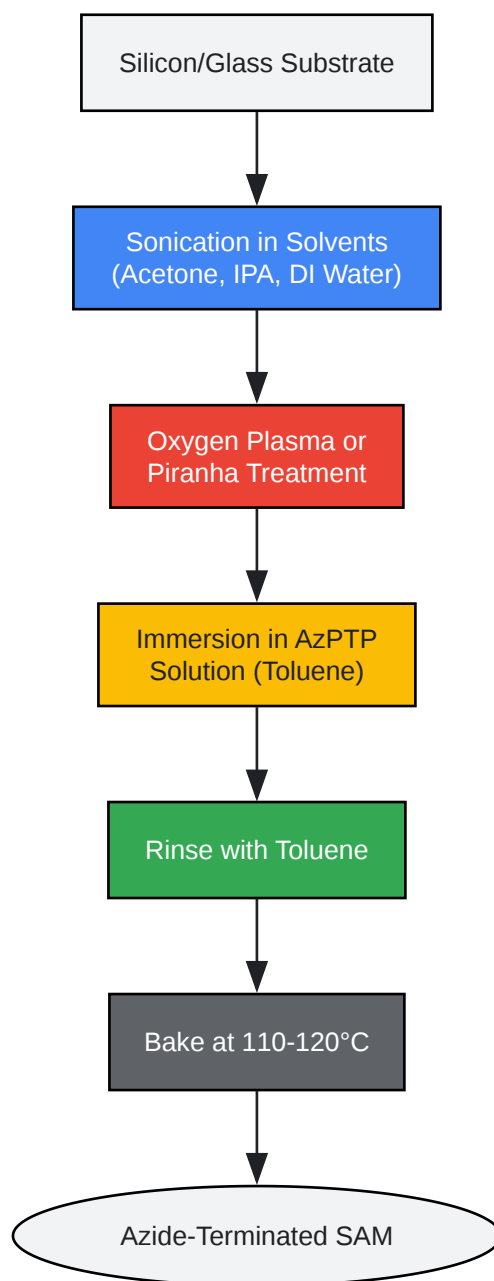 Silicon/Glass Substrate
Sonication in Solvents
(Acetone, IPA, DI Water)
Oxygen Plasma or
Piranha Treatment
Immersion in AzPTP
Solution (Toluene)
Rinse with Toluene
Bake at 110-120°C
Azide-Terminated SAM